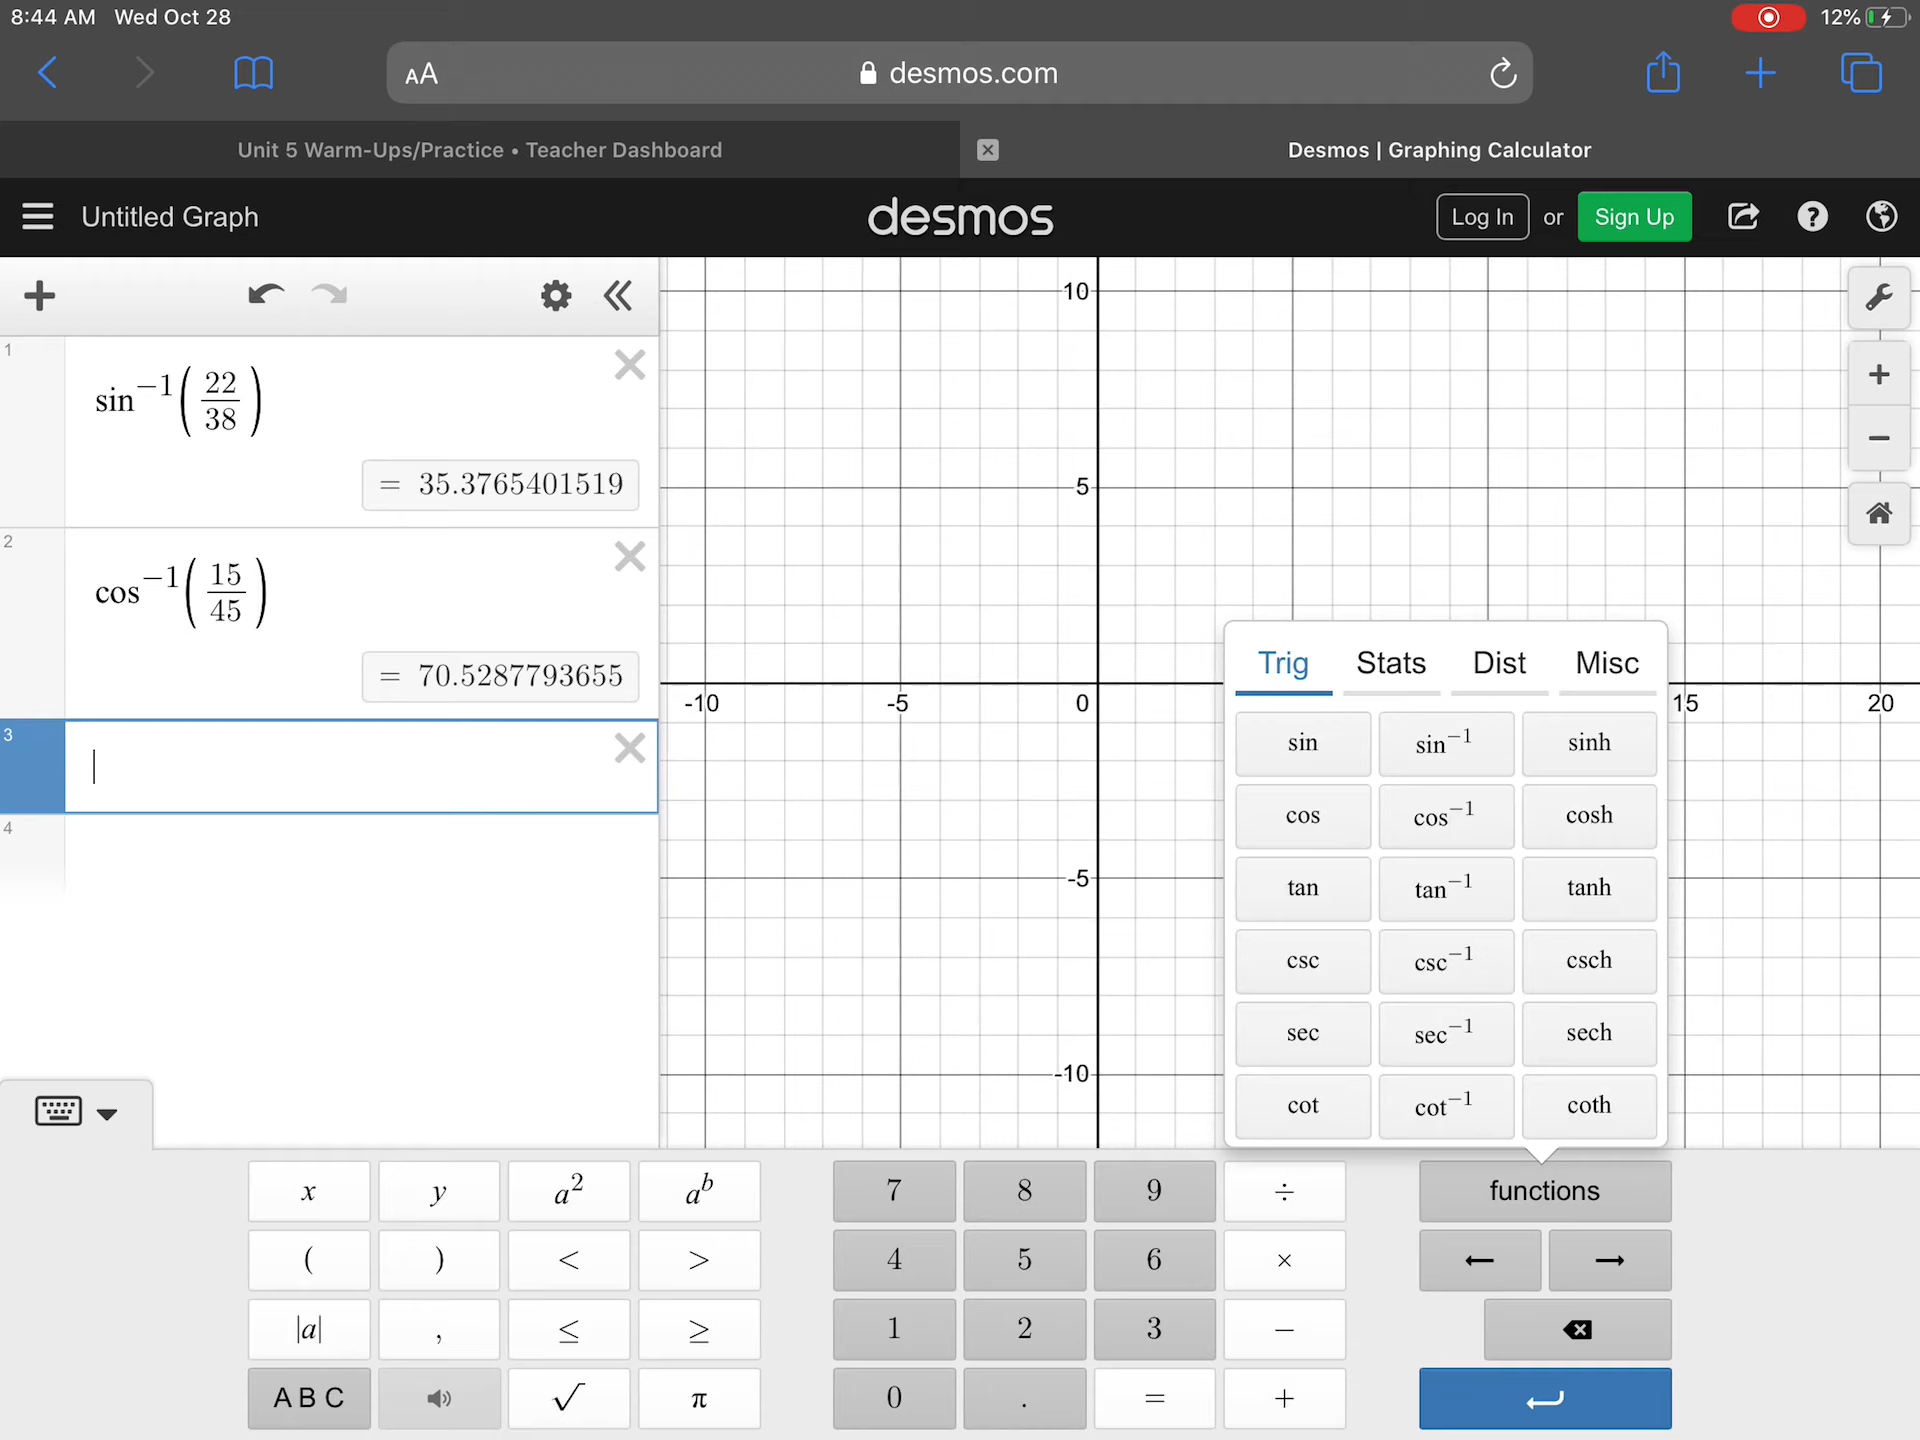 8:44 AM Wed Oct 28
12%
AA desmos.com
Unit 5 Warm-Ups/Practice • Teacher Dashboard
Desmos | Graphing Calculator
Untitled Graph
desmos
Log In or Sign Up
1
sin⁻¹(22/38)
= 35.3765401519
2
cos⁻¹(15/45)
= 70.5287793655
3
4
10
5
-10 -5 0 15 20
-5
-10
Trig Stats Dist Misc
sin sin⁻¹ sinh
cos cos⁻¹ cosh
tan tan⁻¹ tanh
csc csc⁻¹ csch
sec sec⁻¹ sech
cot cot⁻¹ coth
x y a² aᵇ 7 8 9 ÷ functions
( ) < > 4 5 6 × ← →
|a| , ≤ ≥ 1 2 3 −
A B C √ π 0 . = +